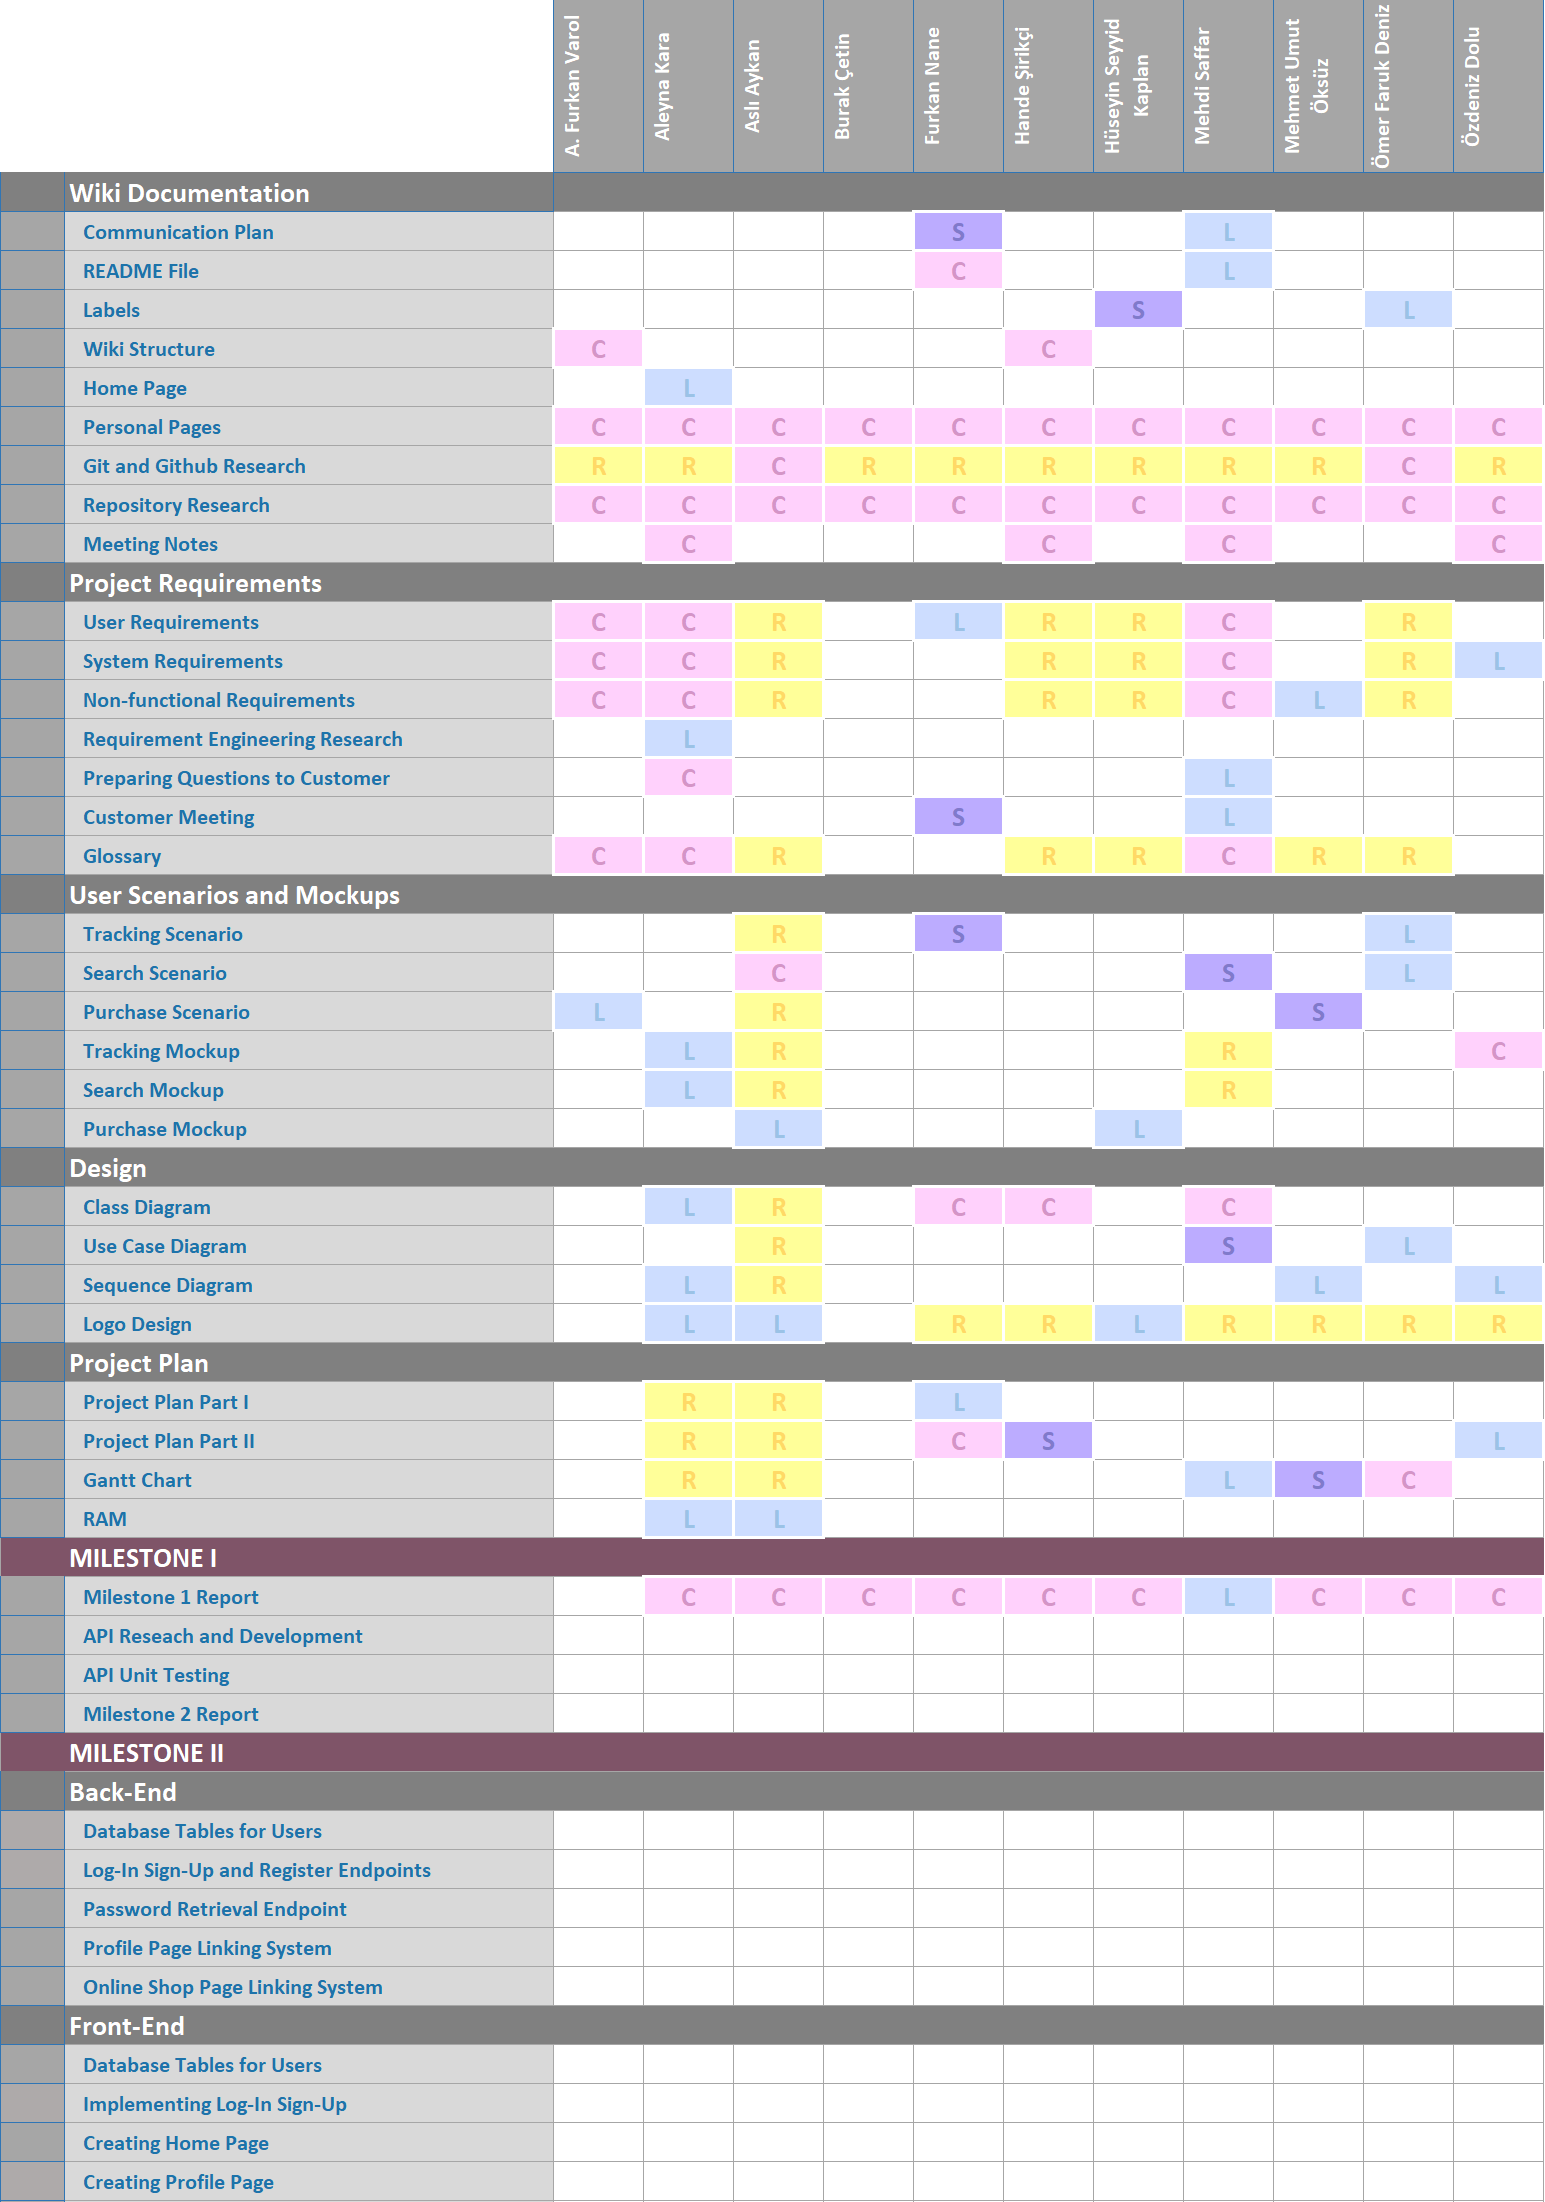 A. Furkan Varol
Aleyna Kara
Aslı Aykan
Burak Çetin
Furkan Nane
Hande Şirikçi
Hüseyin Seyyid
Kaplan
Mehdi Saffar
Mehmet Umut
Öksüz
Ömer Faruk Deniz
Özdeniz Dolu
Wiki Documentation
Communication Plan S L
README File C L
Labels S L
Wiki Structure C C
Home Page L
Personal Pages C C C C C C C C C C C
Git and Github Research R R C R R R R R R C R
Repository Research C C C C C C C C C C C
Meeting Notes C C C C
Project Requirements
User Requirements C C R L R R C R
System Requirements C C R R R C R L
Non-functional Requirements C C R R R C L R
Requirement Engineering Research L
Preparing Questions to Customer C L
Customer Meeting S L
Glossary C C R R R C R R
User Scenarios and Mockups
Tracking Scenario R S L
Search Scenario C S L
Purchase Scenario L R S
Tracking Mockup L R R C
Search Mockup L R R
Purchase Mockup L L
Design
Class Diagram L R C C C
Use Case Diagram R S L
Sequence Diagram L R L L
Logo Design L L R R L R R R R
Project Plan
Project Plan Part I R R L
Project Plan Part II R R C S L
Gantt Chart R R L S C
RAM L L
MILESTONE I
Milestone 1 Report C C C C C C L C C C
API Reseach and Development
API Unit Testing
Milestone 2 Report
MILESTONE II
Back-End
Database Tables for Users
Log-In Sign-Up and Register Endpoints
Password Retrieval Endpoint
Profile Page Linking System
Online Shop Page Linking System
Front-End
Database Tables for Users
Implementing Log-In Sign-Up
Creating Home Page
Creating Profile Page